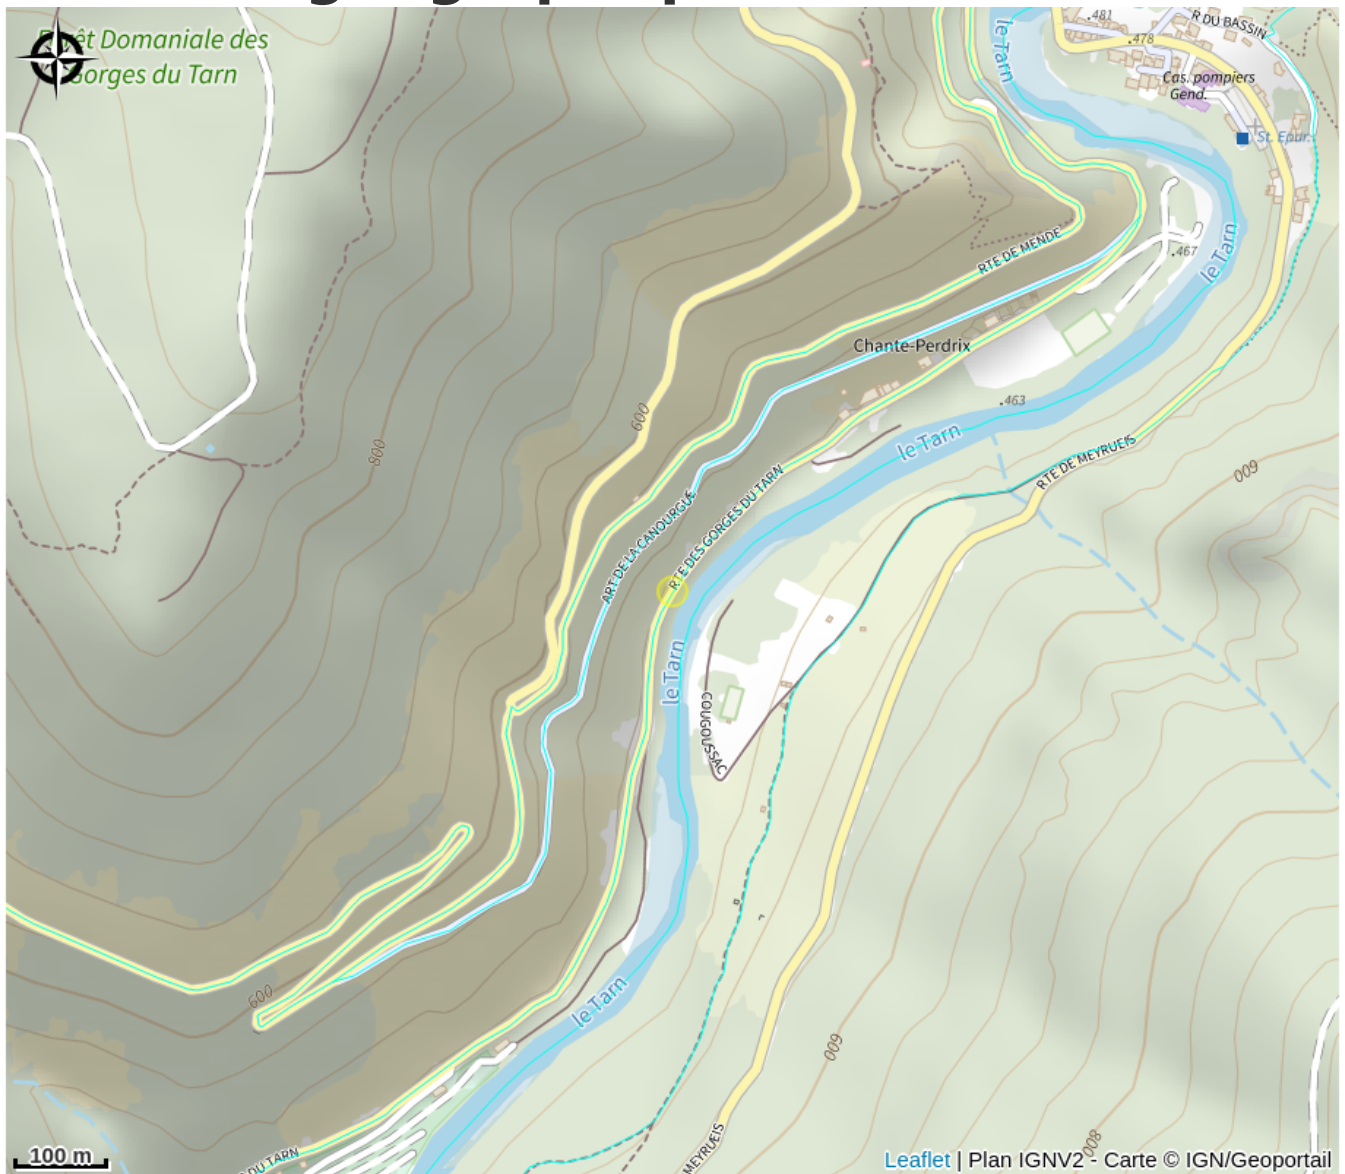 le Tarn
.481
R DU BASSIN
.478
Cas. pompiers
Gend.
St. Epur.
êt Domaniale des
Gorges du Tarn
RTE DE MENDE
.467
le Tarn
Chante-Perdrix
.463
600
800
le Tarn
RTE DE MEYRUEIS
600
ART DE LA CANOURGUE
RTE DES GORGES DU TARN
le Tarn
COUGOUSSAC
600
le Tarn
600
800
MEYRUEIS
DU TARN
100 m
Leaflet | Plan IGNV2 - Carte © IGN/Geoportail